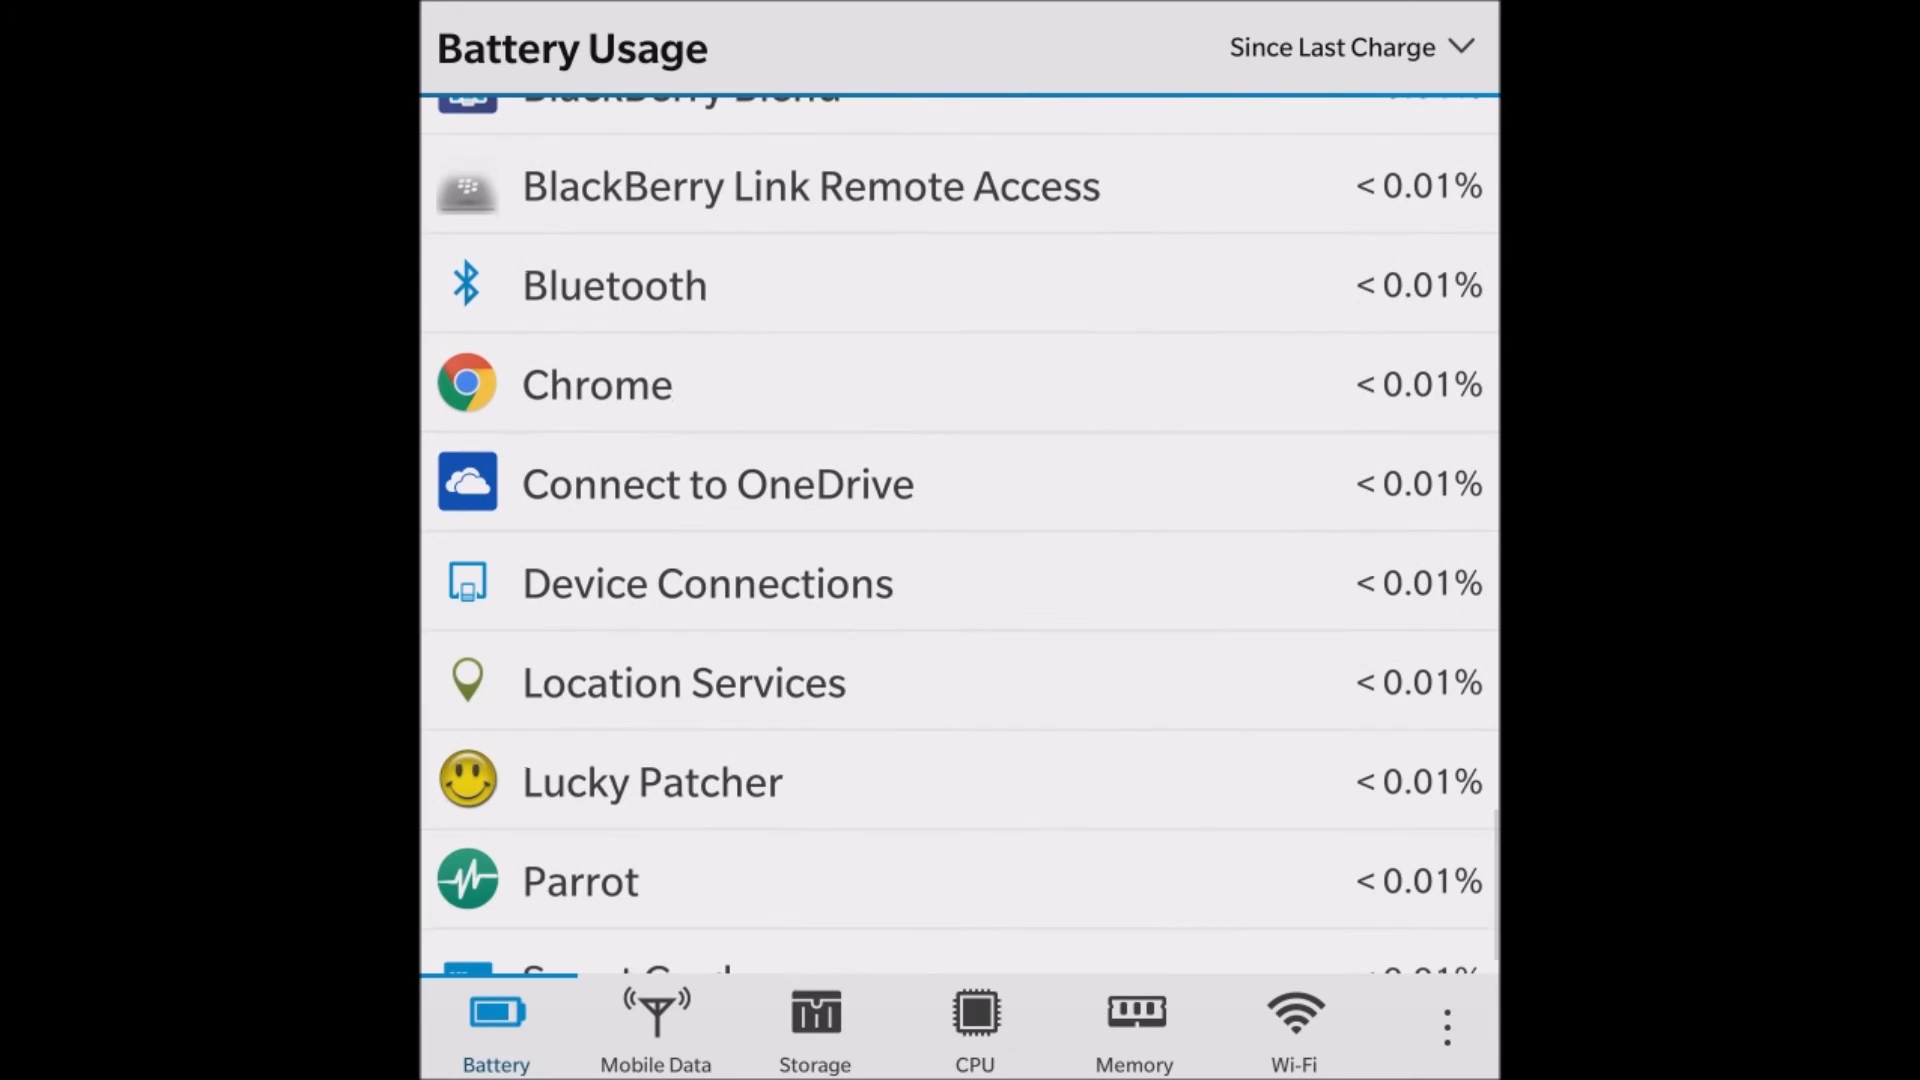 Battery Usage
Since Last Charge
BlackBerry Blend
BlackBerry Link Remote Access
< 0.01%
Bluetooth
< 0.01%
Chrome
< 0.01%
Connect to OneDrive
< 0.01%
Device Connections
< 0.01%
Location Services
< 0.01%
Lucky Patcher
< 0.01%
Parrot
< 0.01%
Battery
Mobile Data
Storage
CPU
Memory
Wi-Fi